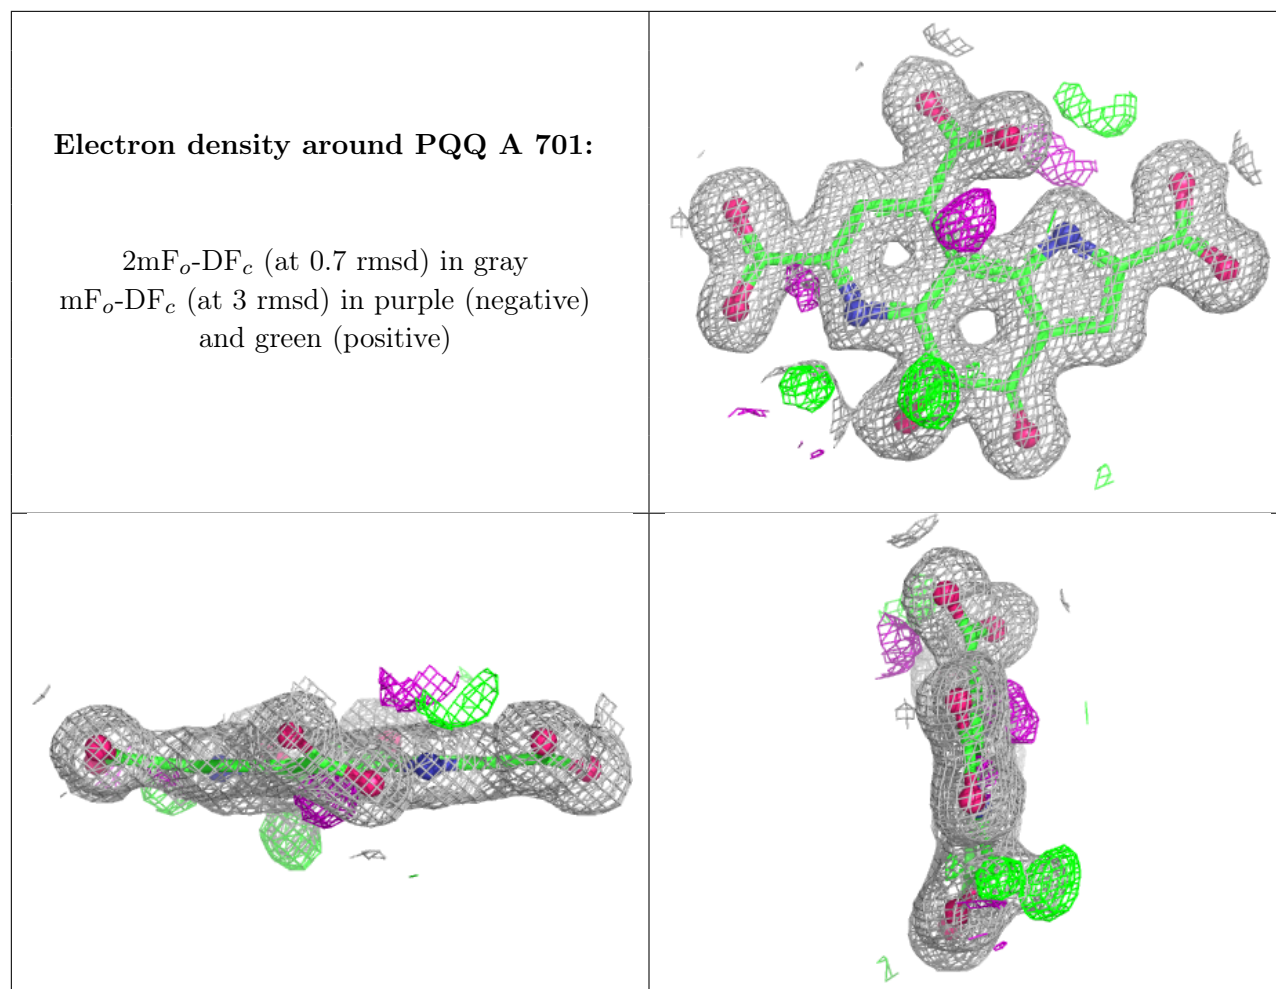 Electron density around PQQ A 701:
2mFo-DFc (at 0.7 rmsd) in gray
mFo-DFc (at 3 rmsd) in purple (negative)
and green (positive)